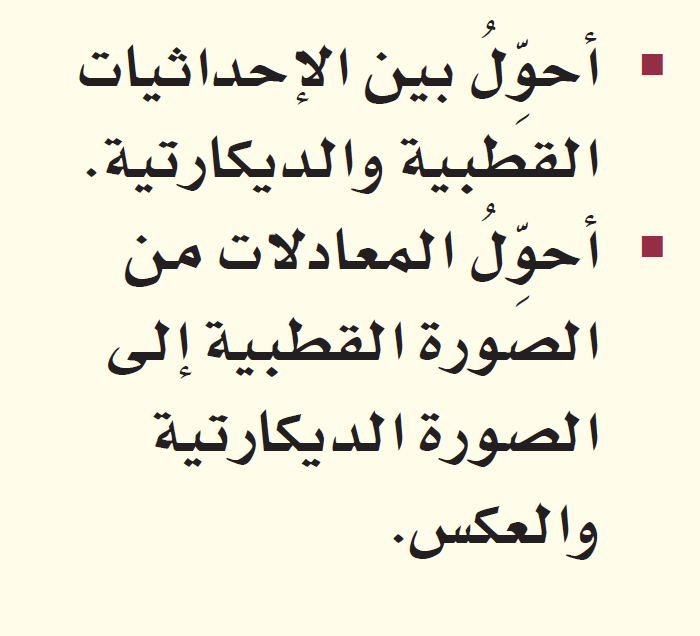 ■ أحوِّلُ بين الإحداثيات
القطبية والديكارتية.
■ أحوِّلُ المعادلات من
الصورة القطبية إلى
الصورة الديكارتية
والعكس.